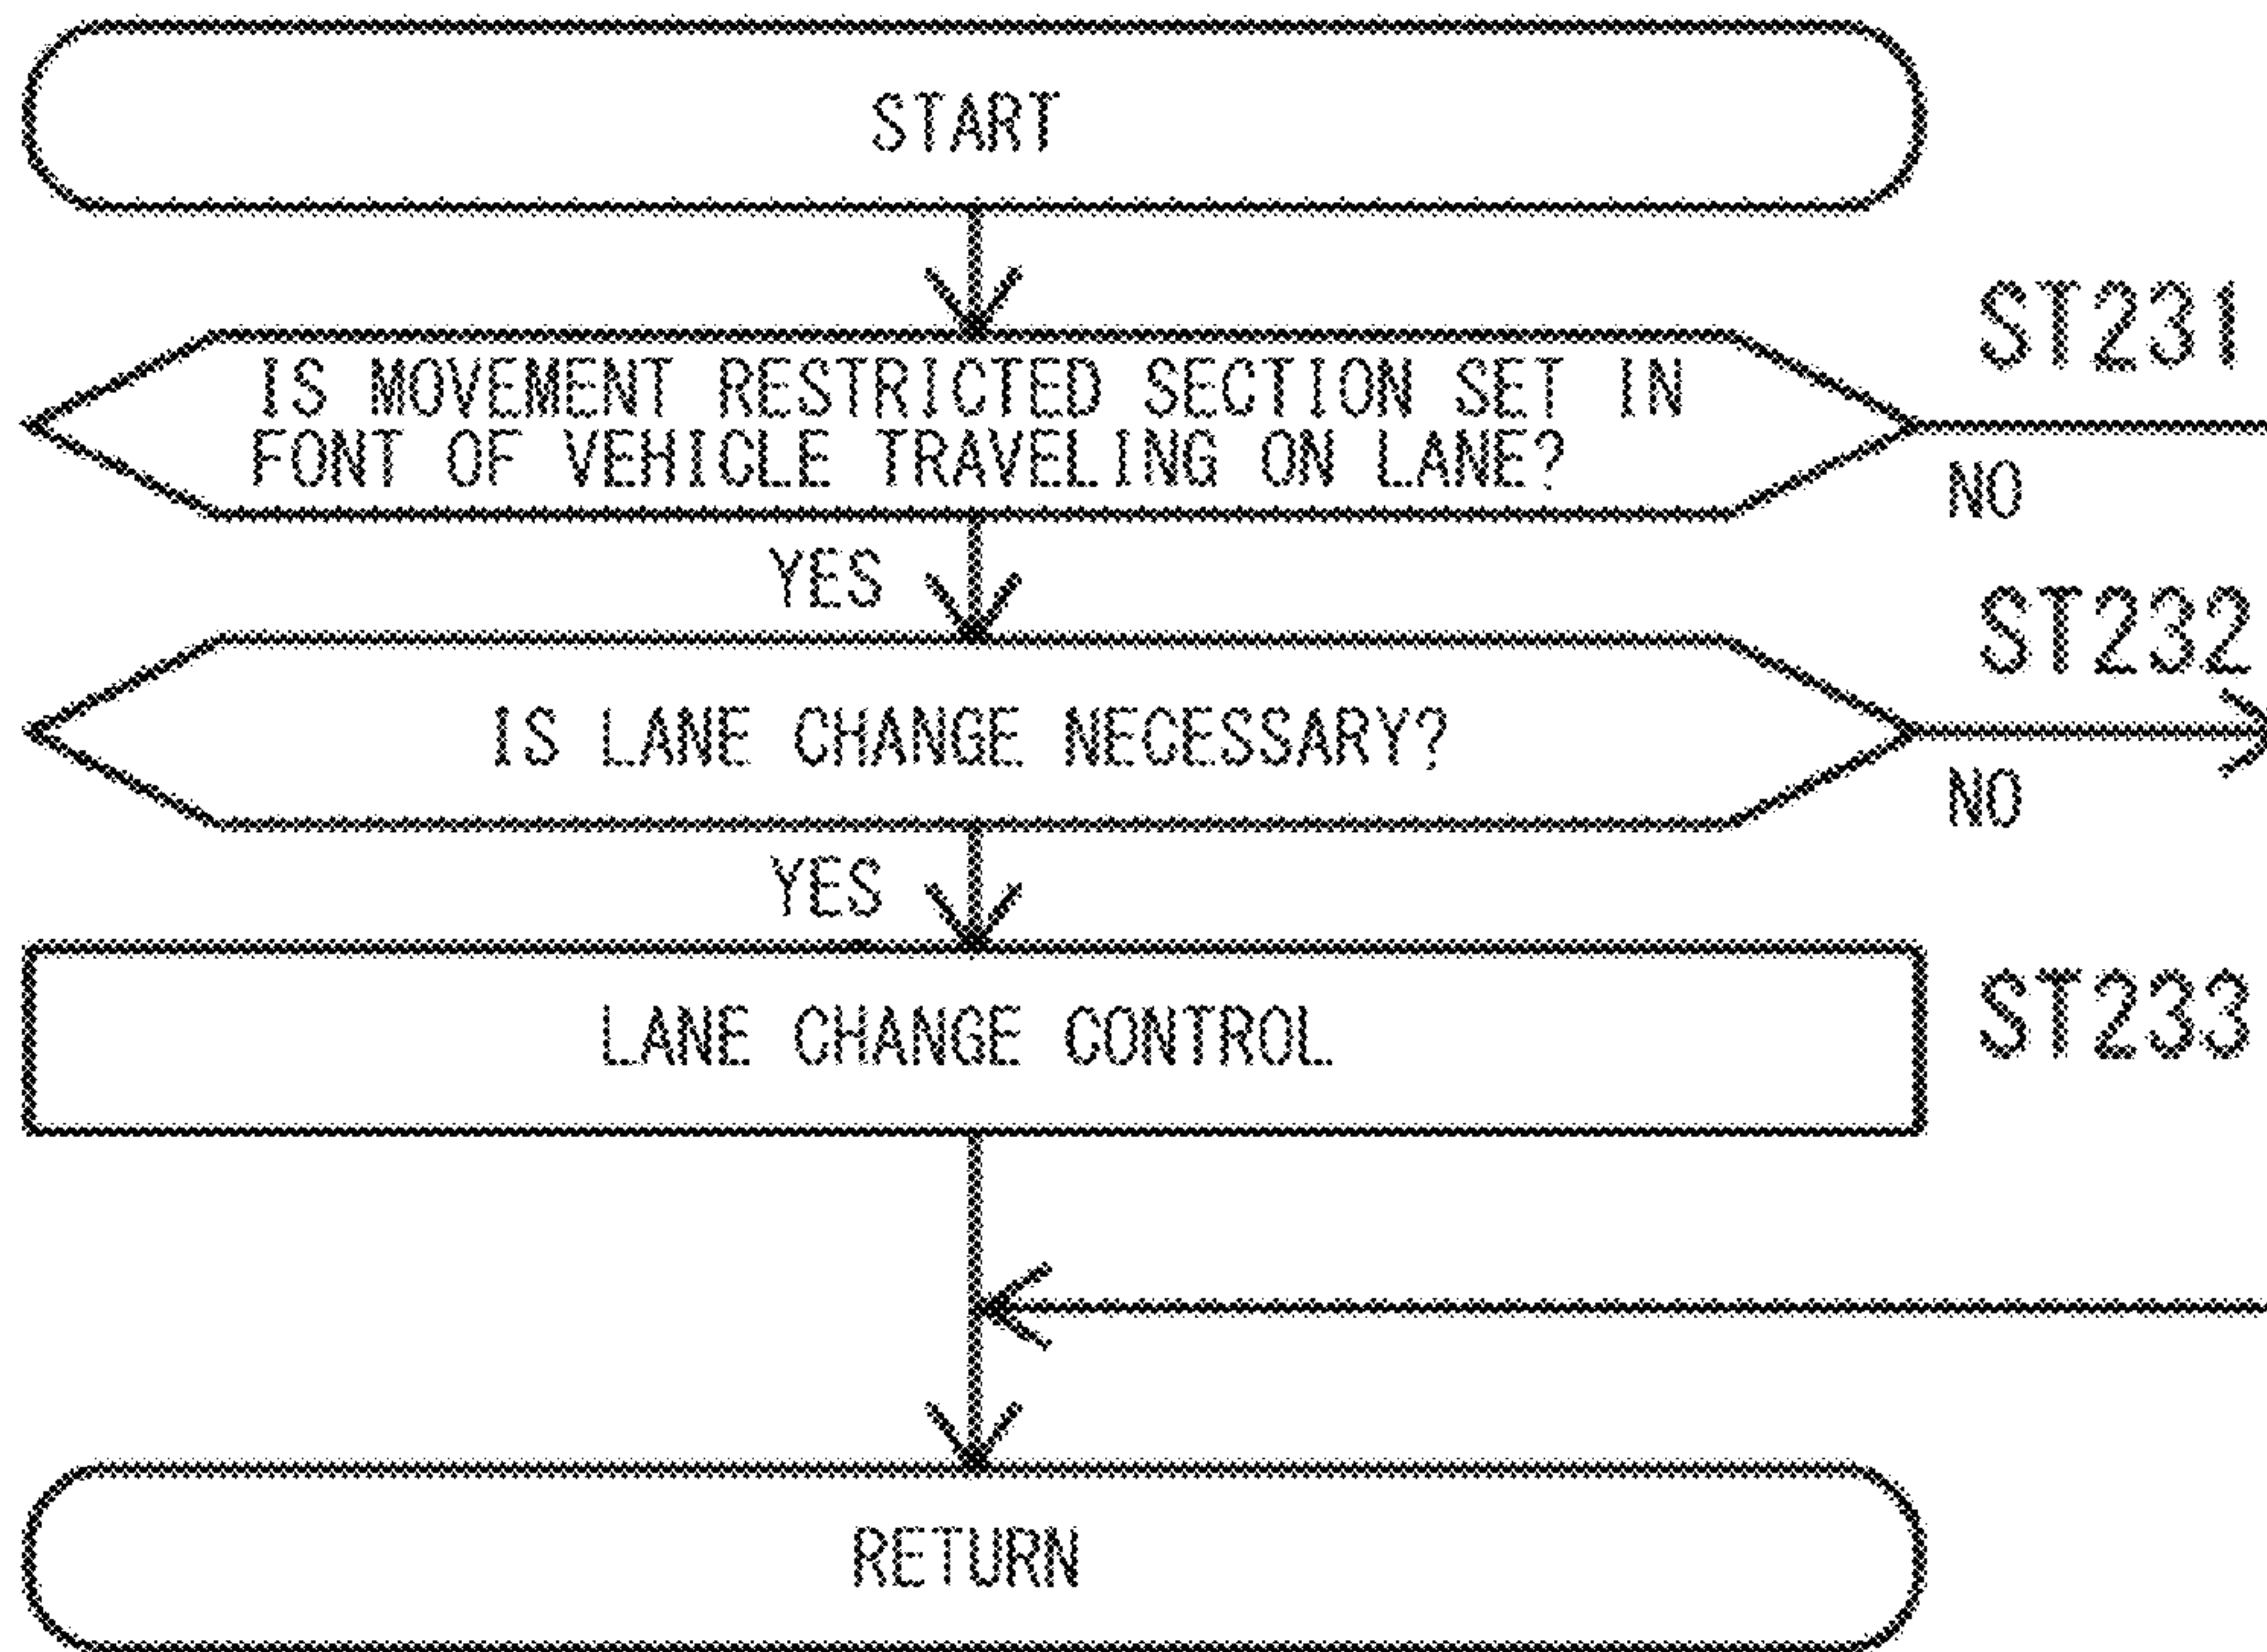 START
ST231
IS MOVEMENT RESTRICTED SECTION SET IN
FONT OF VEHICLE TRAVELING ON LANE?
NO
YES
ST232
IS LANE CHANGE NECESSARY?
NO
YES
LANE CHANGE CONTROL
ST233
RETURN